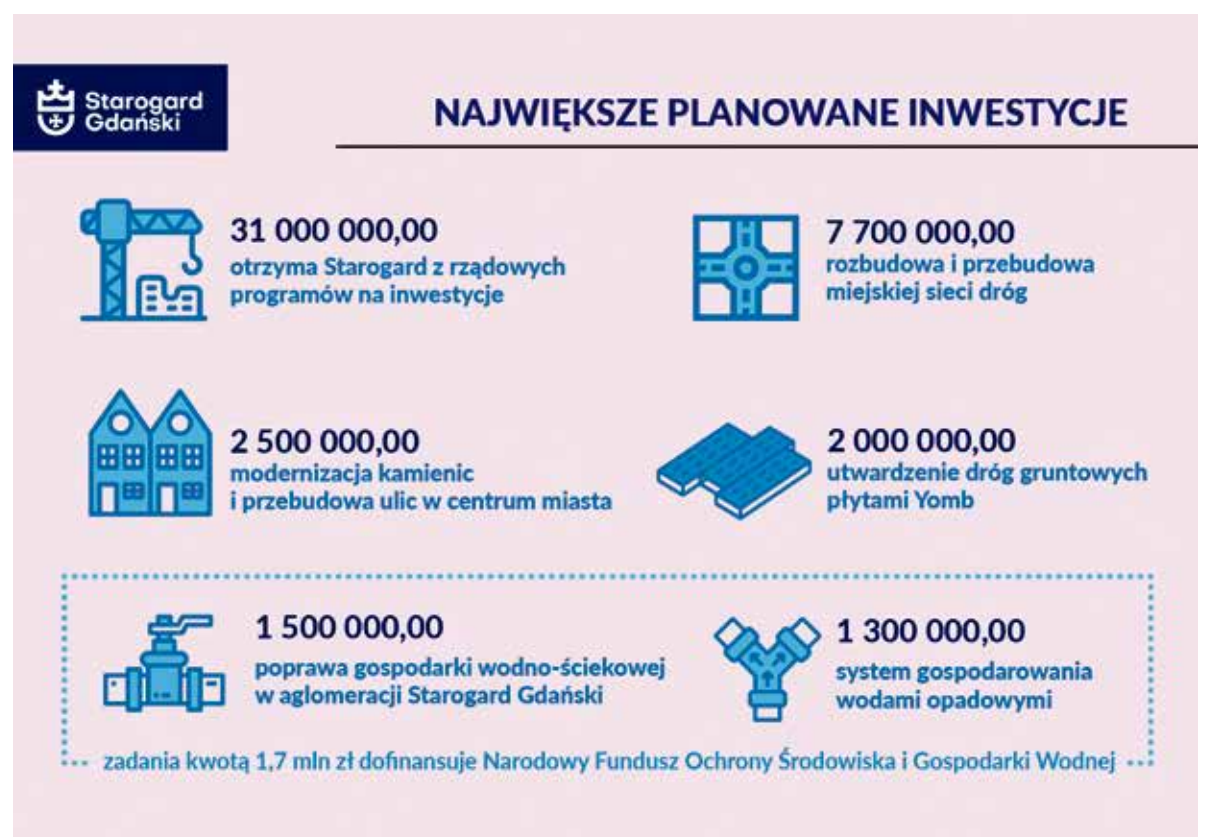 Starogard
Gdański
NAJWIĘKSZE PLANOWANE INWESTYCJE
31 000 000,00
otrzyma Starogard z rządowych
programów na inwestycje
7 700 000,00
rozbudowa i przebudowa
miejskiej sieci dróg
2 500 000,00
modernizacja kamienic
i przebudowa ulic w centrum miasta
2 000 000,00
utwardzenie dróg gruntowych
płytami Yomb
1 500 000,00
poprawa gospodarki wodno-ściekowej
w aglomeracji Starogard Gdański
1 300 000,00
system gospodarowania
wodami opadowymi
zadania kwotą 1,7 mln zł dofinansuje Narodowy Fundusz Ochrony Środowiska i Gospodarki Wodnej